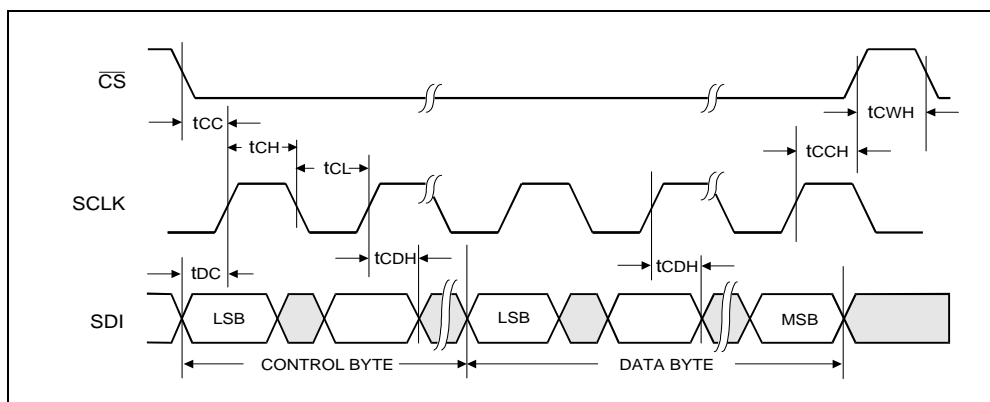 CS
tCC
tCWH
tCH
tCCH
tCL
SCLK
tDC
tCDH
tCDH
SDI
LSB
LSB
MSB
CONTROL BYTE
DATA BYTE